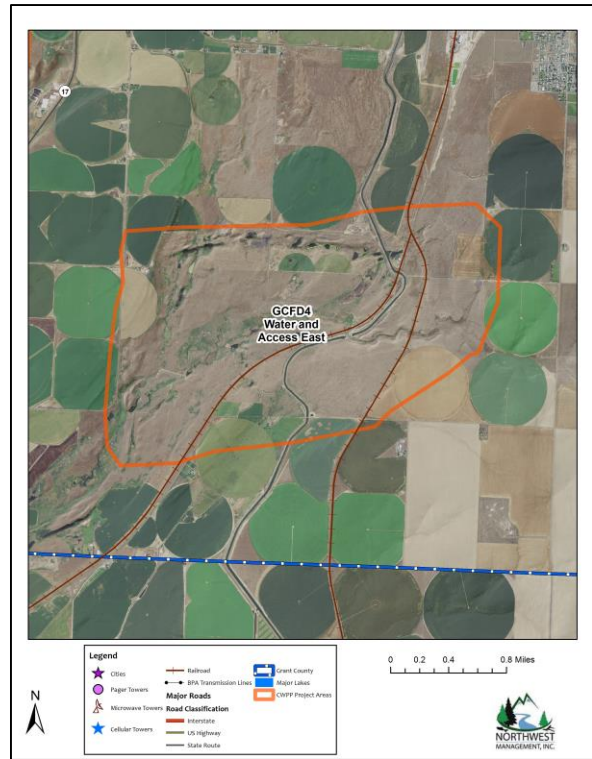 17
GCFD4
Water and
Access East
Legend
Cities
Pager Towers
Microwave Towers
Cellular Towers
Railroad
BPA Transmission Lines
Major Roads
Road Classification
Interstate
US Highway
State Route
Grant County
Major Lakes
CWPP Project Areas
0 0.2 0.4 0.8 Miles
N
NORTHWEST
MANAGEMENT, INC.